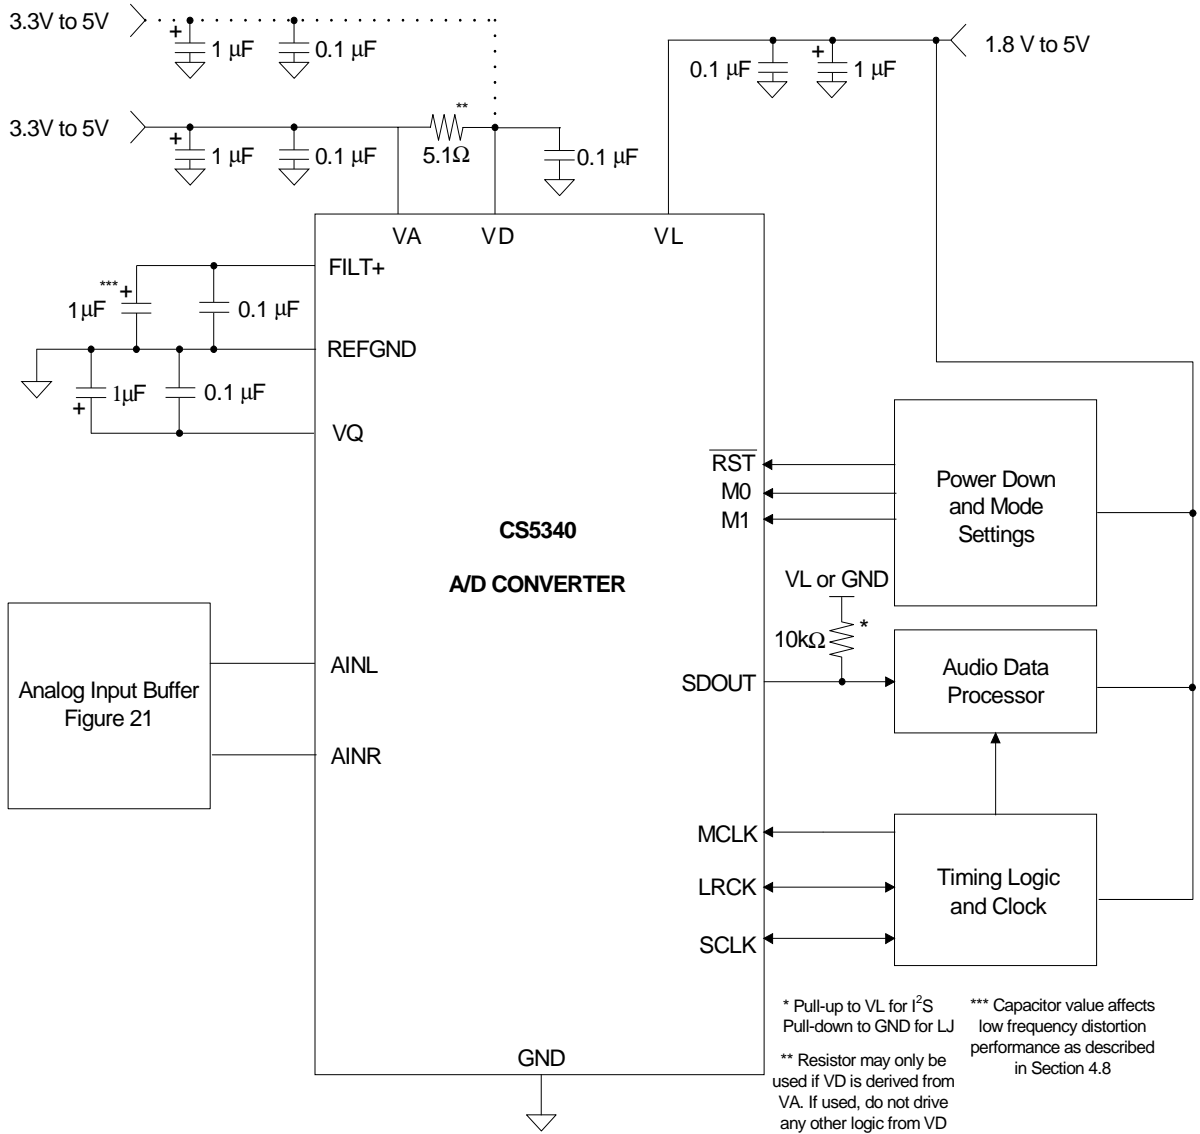 3.3V to 5V
+
1 μF
0.1 μF
0.1 μF
+
1 μF
1.8 V to 5V
3.3V to 5V
+
1 μF
0.1 μF
**
5.1Ω
0.1 μF
VA
VD
VL
FILT+
***
+
1μF
0.1 μF
REFGND
1μF
+
0.1 μF
VQ
RST
M0
M1
Power Down
and Mode
Settings
CS5340
A/D CONVERTER
VL or GND
10kΩ
*
Analog Input Buffer
Figure 21
AINL
AINR
SDOUT
Audio Data
Processor
MCLK
LRCK
SCLK
Timing Logic
and Clock
* Pull-up to VL for I²S
Pull-down to GND for LJ
** Resistor may only be
used if VD is derived from
VA. If used, do not drive
any other logic from VD
*** Capacitor value affects
low frequency distortion
performance as described
in Section 4.8
GND